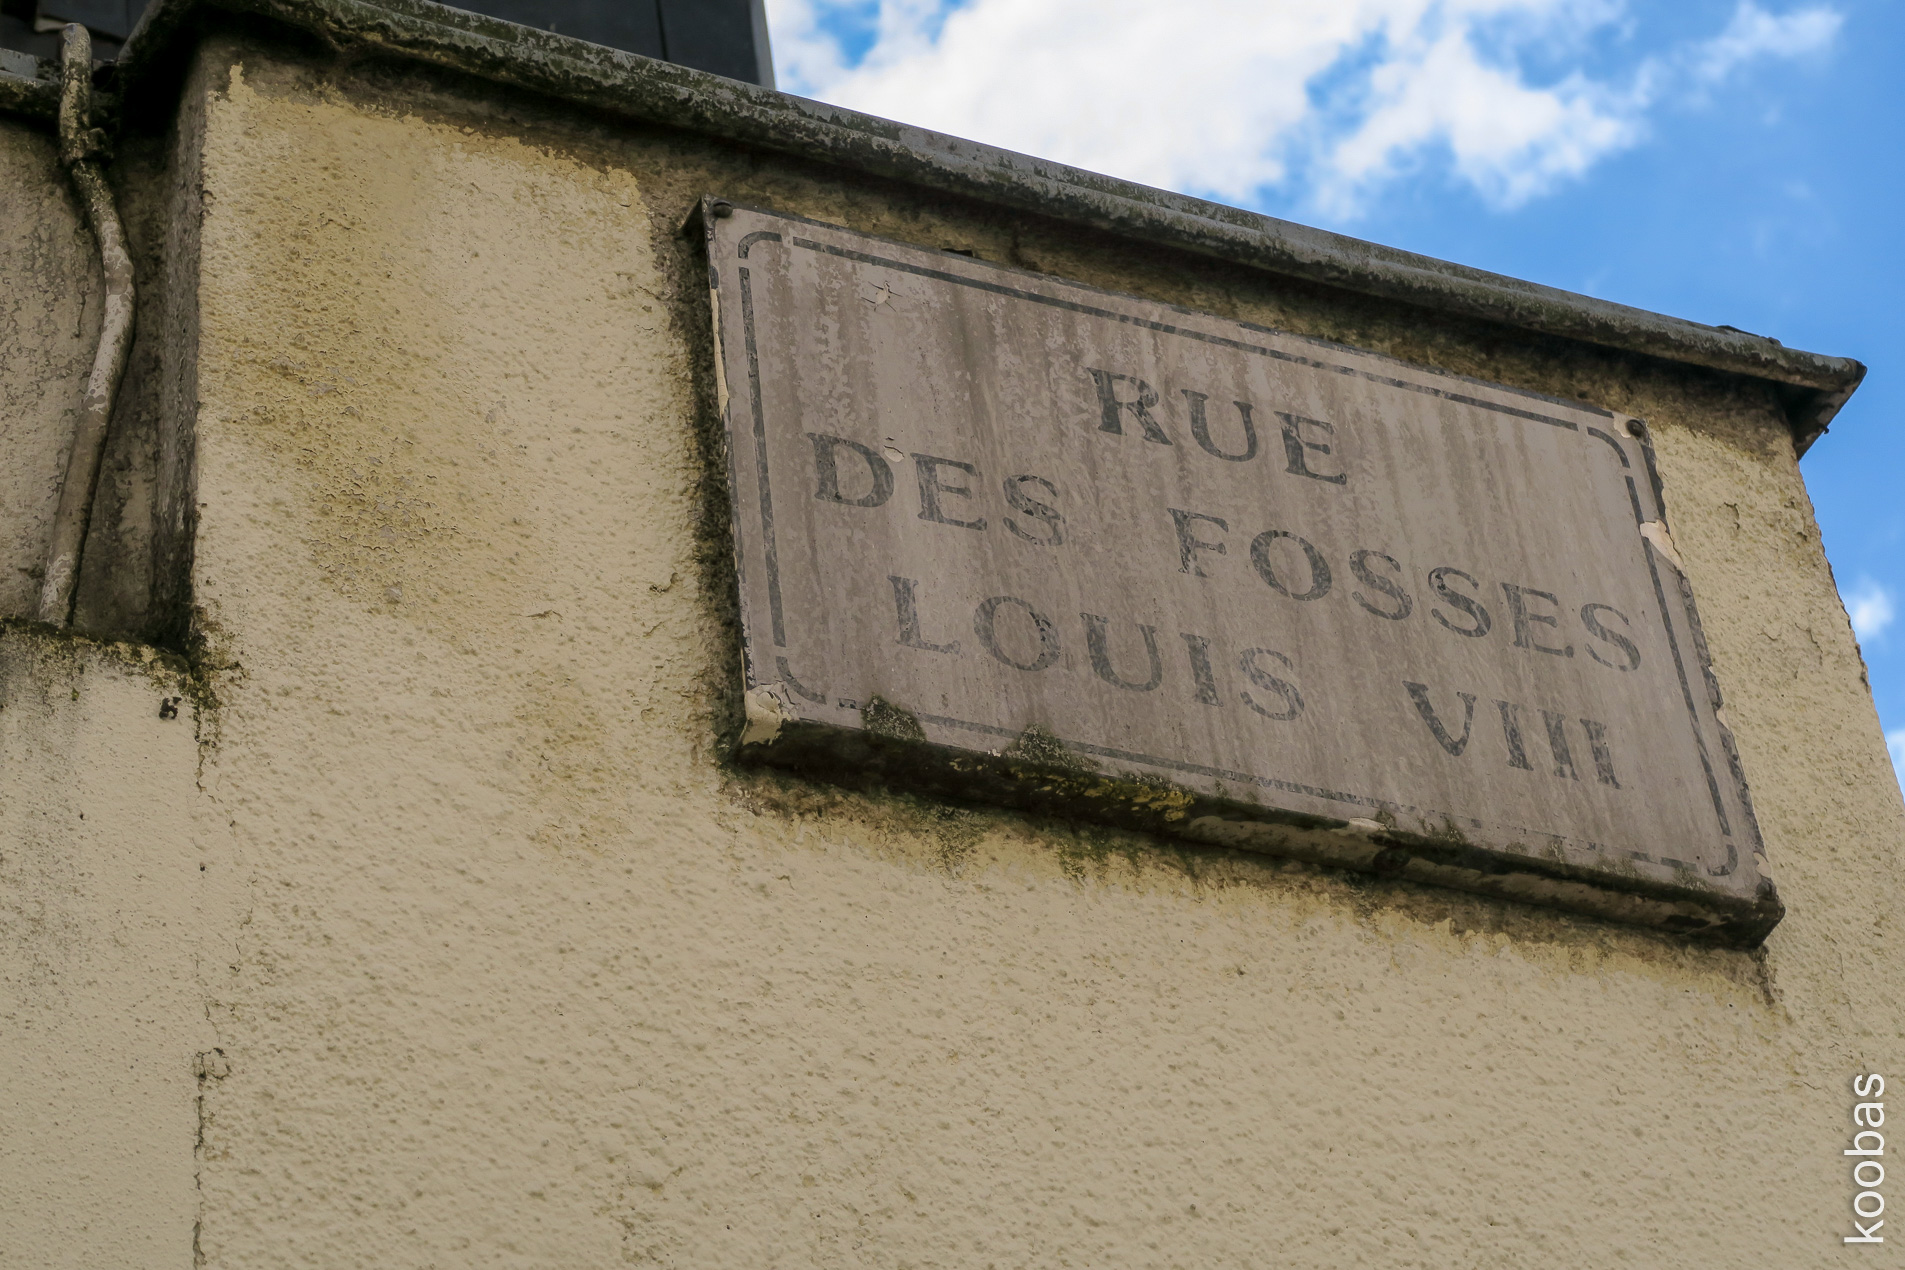 RUE
DES FOSSES
LOUIS VIII
koobas